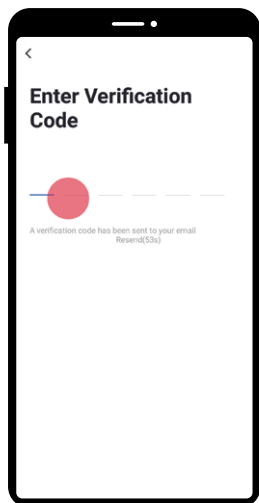 Enter Verification
Code
A verification code has been sent to your email
Resend(53s)